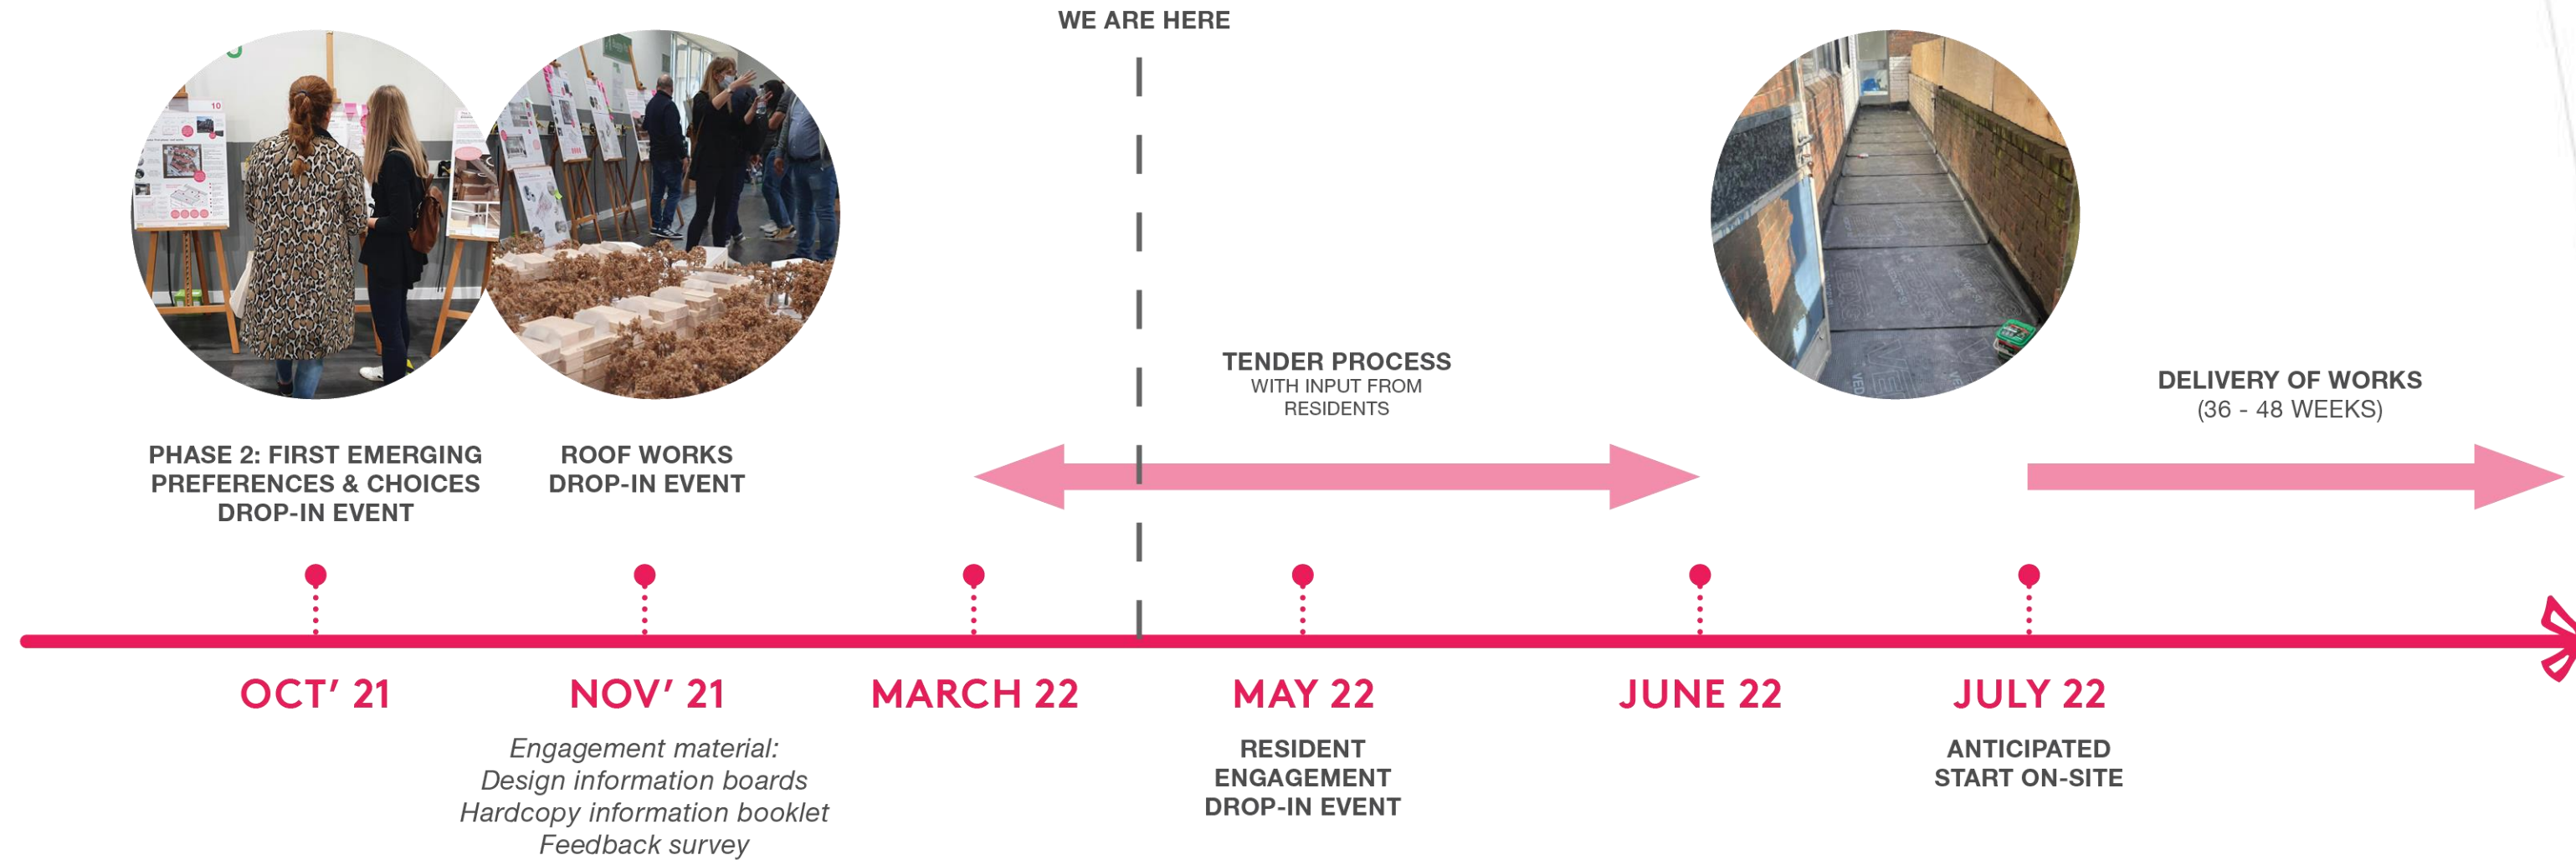 WE ARE HERE
TENDER PROCESS
WITH INPUT FROM
RESIDENTS
DELIVERY OF WORKS
(36 - 48 WEEKS)
PHASE 2: FIRST EMERGING
PREFERENCES & CHOICES
DROP-IN EVENT
ROOF WORKS
DROP-IN EVENT
OCT' 21
NOV' 21
MARCH 22
MAY 22
JUNE 22
JULY 22
Engagement material:
Design information boards
Hardcopy information booklet
Feedback survey
RESIDENT
ENGAGEMENT
DROP-IN EVENT
ANTICIPATED
START ON-SITE
10